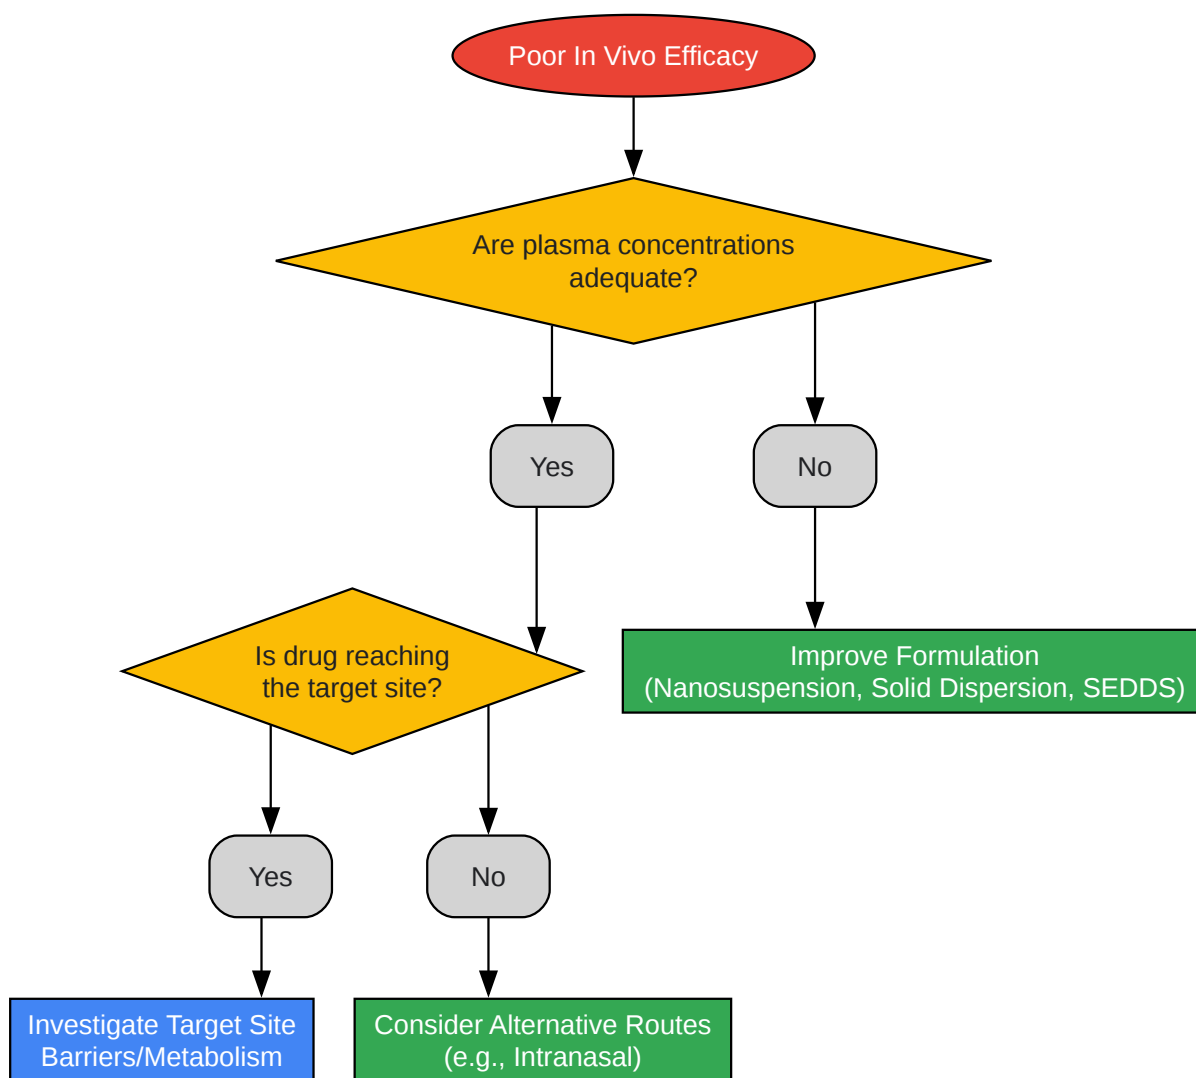 Poor In Vivo Efficacy
Are plasma concentrations
adequate?
Yes
No
Is drug reaching
the target site?
Improve Formulation
(Nanosuspension, Solid Dispersion, SEDDS)
Yes
No
Investigate Target Site
Barriers/Metabolism
Consider Alternative Routes
(e.g., Intranasal)